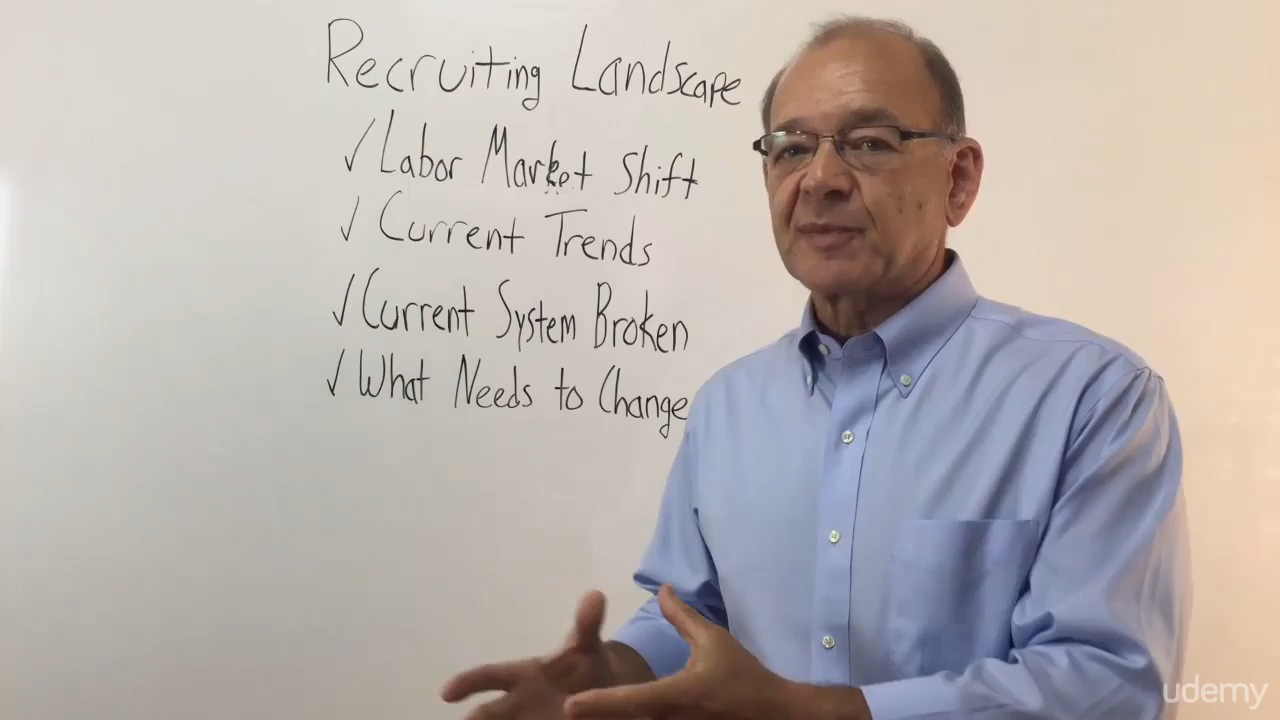 Recruiting Landscape
✓ Labor Market Shift
✓ Current Trends
✓ Current System Broken
✓ What Needs to Change
udemy